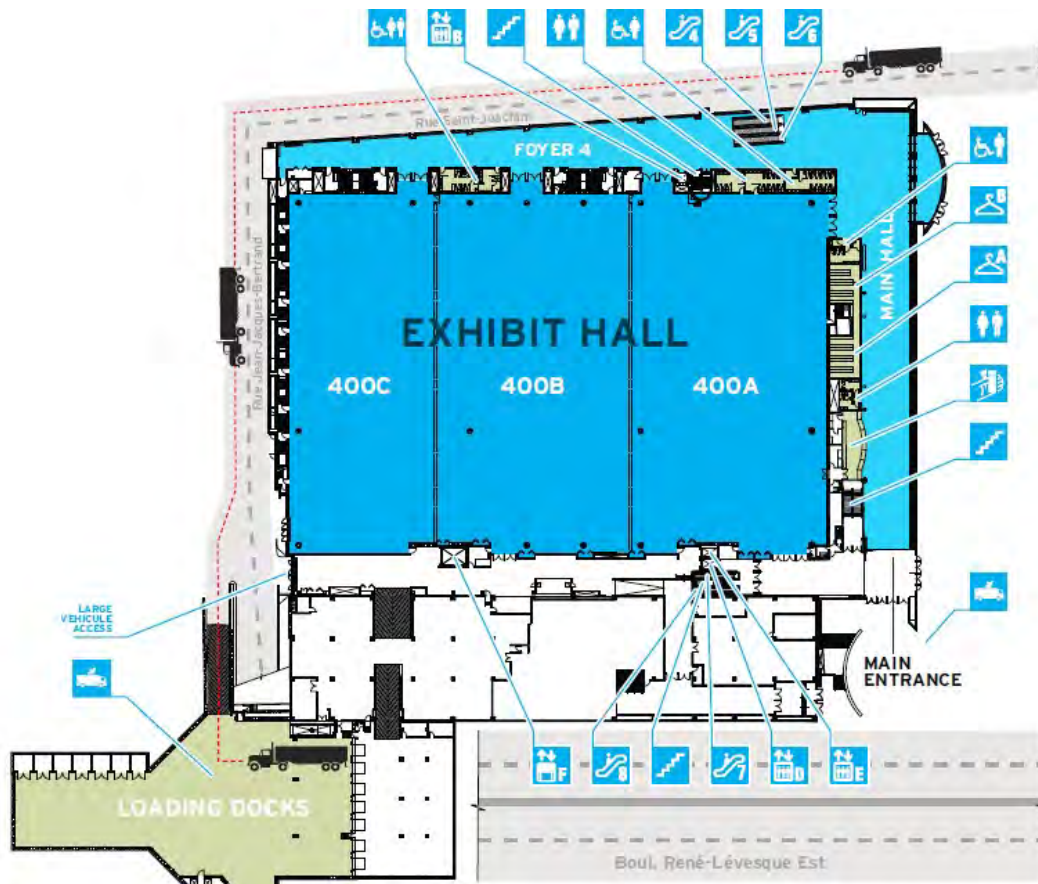 B
4
5
6
Rue Saint-Joachim
FOYER 4
B
MAIN HALL
A
Rue Jean-Jacques-Bertrand
EXHIBIT HALL
400C
400B
400A
LARGE
VEHICULE
ACCESS
MAIN
ENTRANCE
F
8
7
D
E
LOADING DOCKS
Boul. René-Lévesque Est